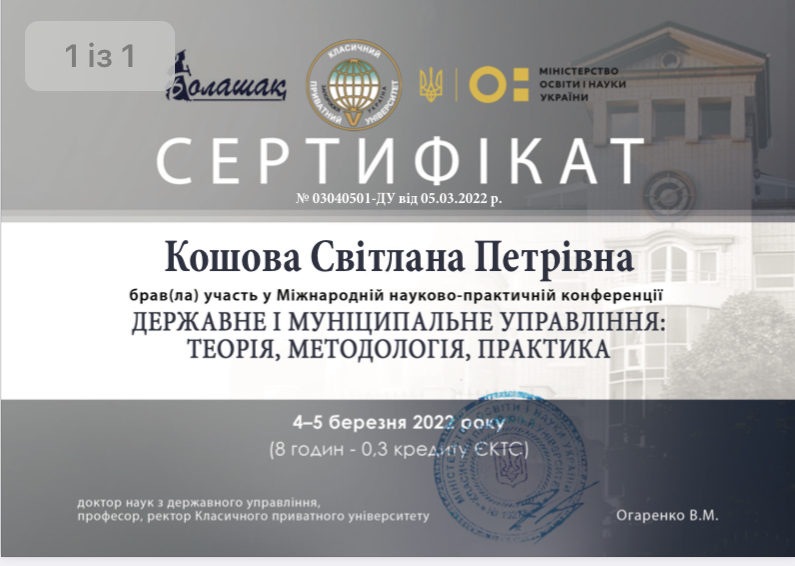 1 із 1
Болашақ
КЛАСИЧНИЙ
ПРИВАТНИЙ УНІВЕРСИТЕТ
МІНІСТЕРСТВО
ОСВІТИ І НАУКИ
УКРАЇНИ
СЕРТИФІКАТ
№ 03040501-ДУ від 05.03.2022 р.
Кошова Світлана Петрівна
брав(ла) участь у Міжнародній науково-практичній конференції
ДЕРЖАВНЕ І МУНІЦИПАЛЬНЕ УПРАВЛІННЯ:
ТЕОРІЯ, МЕТОДОЛОГІЯ, ПРАКТИКА
4–5 березня 2022 року
(8 годин - 0,3 кредиту ЄКТС)
доктор наук з державного управління,
професор, ректор Класичного приватного університету
Огаренко В.М.